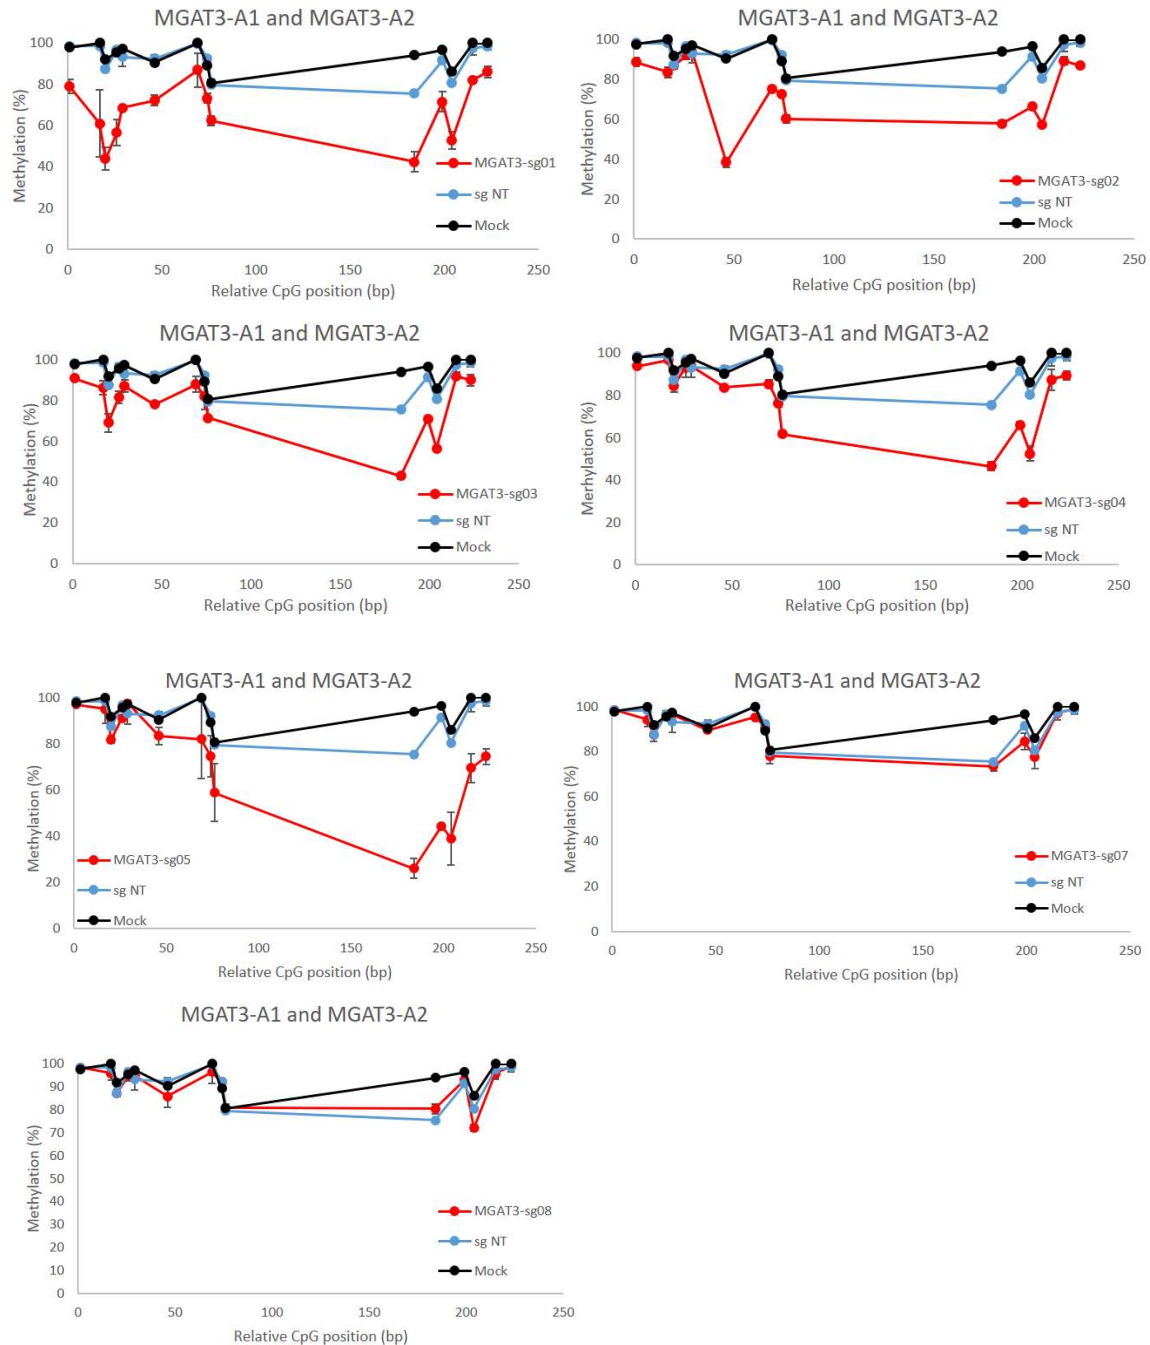 MGAT3-A1 and MGAT3-A2
Methylation (%)
100
80
60
40
20
0
MGAT3-sg01
sg NT
Mock
0 50 100 150 200 250
Relative CpG position (bp)
MGAT3-A1 and MGAT3-A2
Methylation (%)
100
80
60
40
20
0
MGAT3-sg02
sg NT
Mock
0 50 100 150 200 250
Relative CpG position (bp)
MGAT3-A1 and MGAT3-A2
Methylation (%)
100
80
60
40
20
0
MGAT3-sg03
sg NT
Mock
0 50 100 150 200 250
Relative CpG position (bp)
MGAT3-A1 and MGAT3-A2
Merhylation (%)
100
80
60
40
20
0
MGAT3-sg04
sg NT
Mock
0 50 100 150 200 250
Relative CpG position (bp)
MGAT3-A1 and MGAT3-A2
Methylation (%)
100
80
60
40
20
0
MGAT3-sg05
sg NT
Mock
0 50 100 150 200 250
Relative CpG position (bp)
MGAT3-A1 and MGAT3-A2
Methylation (%)
100
80
60
40
20
0
MGAT3-sg07
sg NT
Mock
0 50 100 150 200 250
Relative CpG position (bp)
MGAT3-A1 and MGAT3-A2
Methylation (%)
100
90
80
70
60
50
40
30
20
10
0
MGAT3-sg08
sg NT
Mock
0 50 100 150 200 250
Relative CpG position (bp)